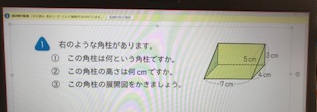 1 右のような角柱があります。
① この角柱は何という角柱ですか。
② この角柱の高さは何cmですか。
③ この角柱の展開図をかきましょう。
3cm
5cm
4cm
7cm